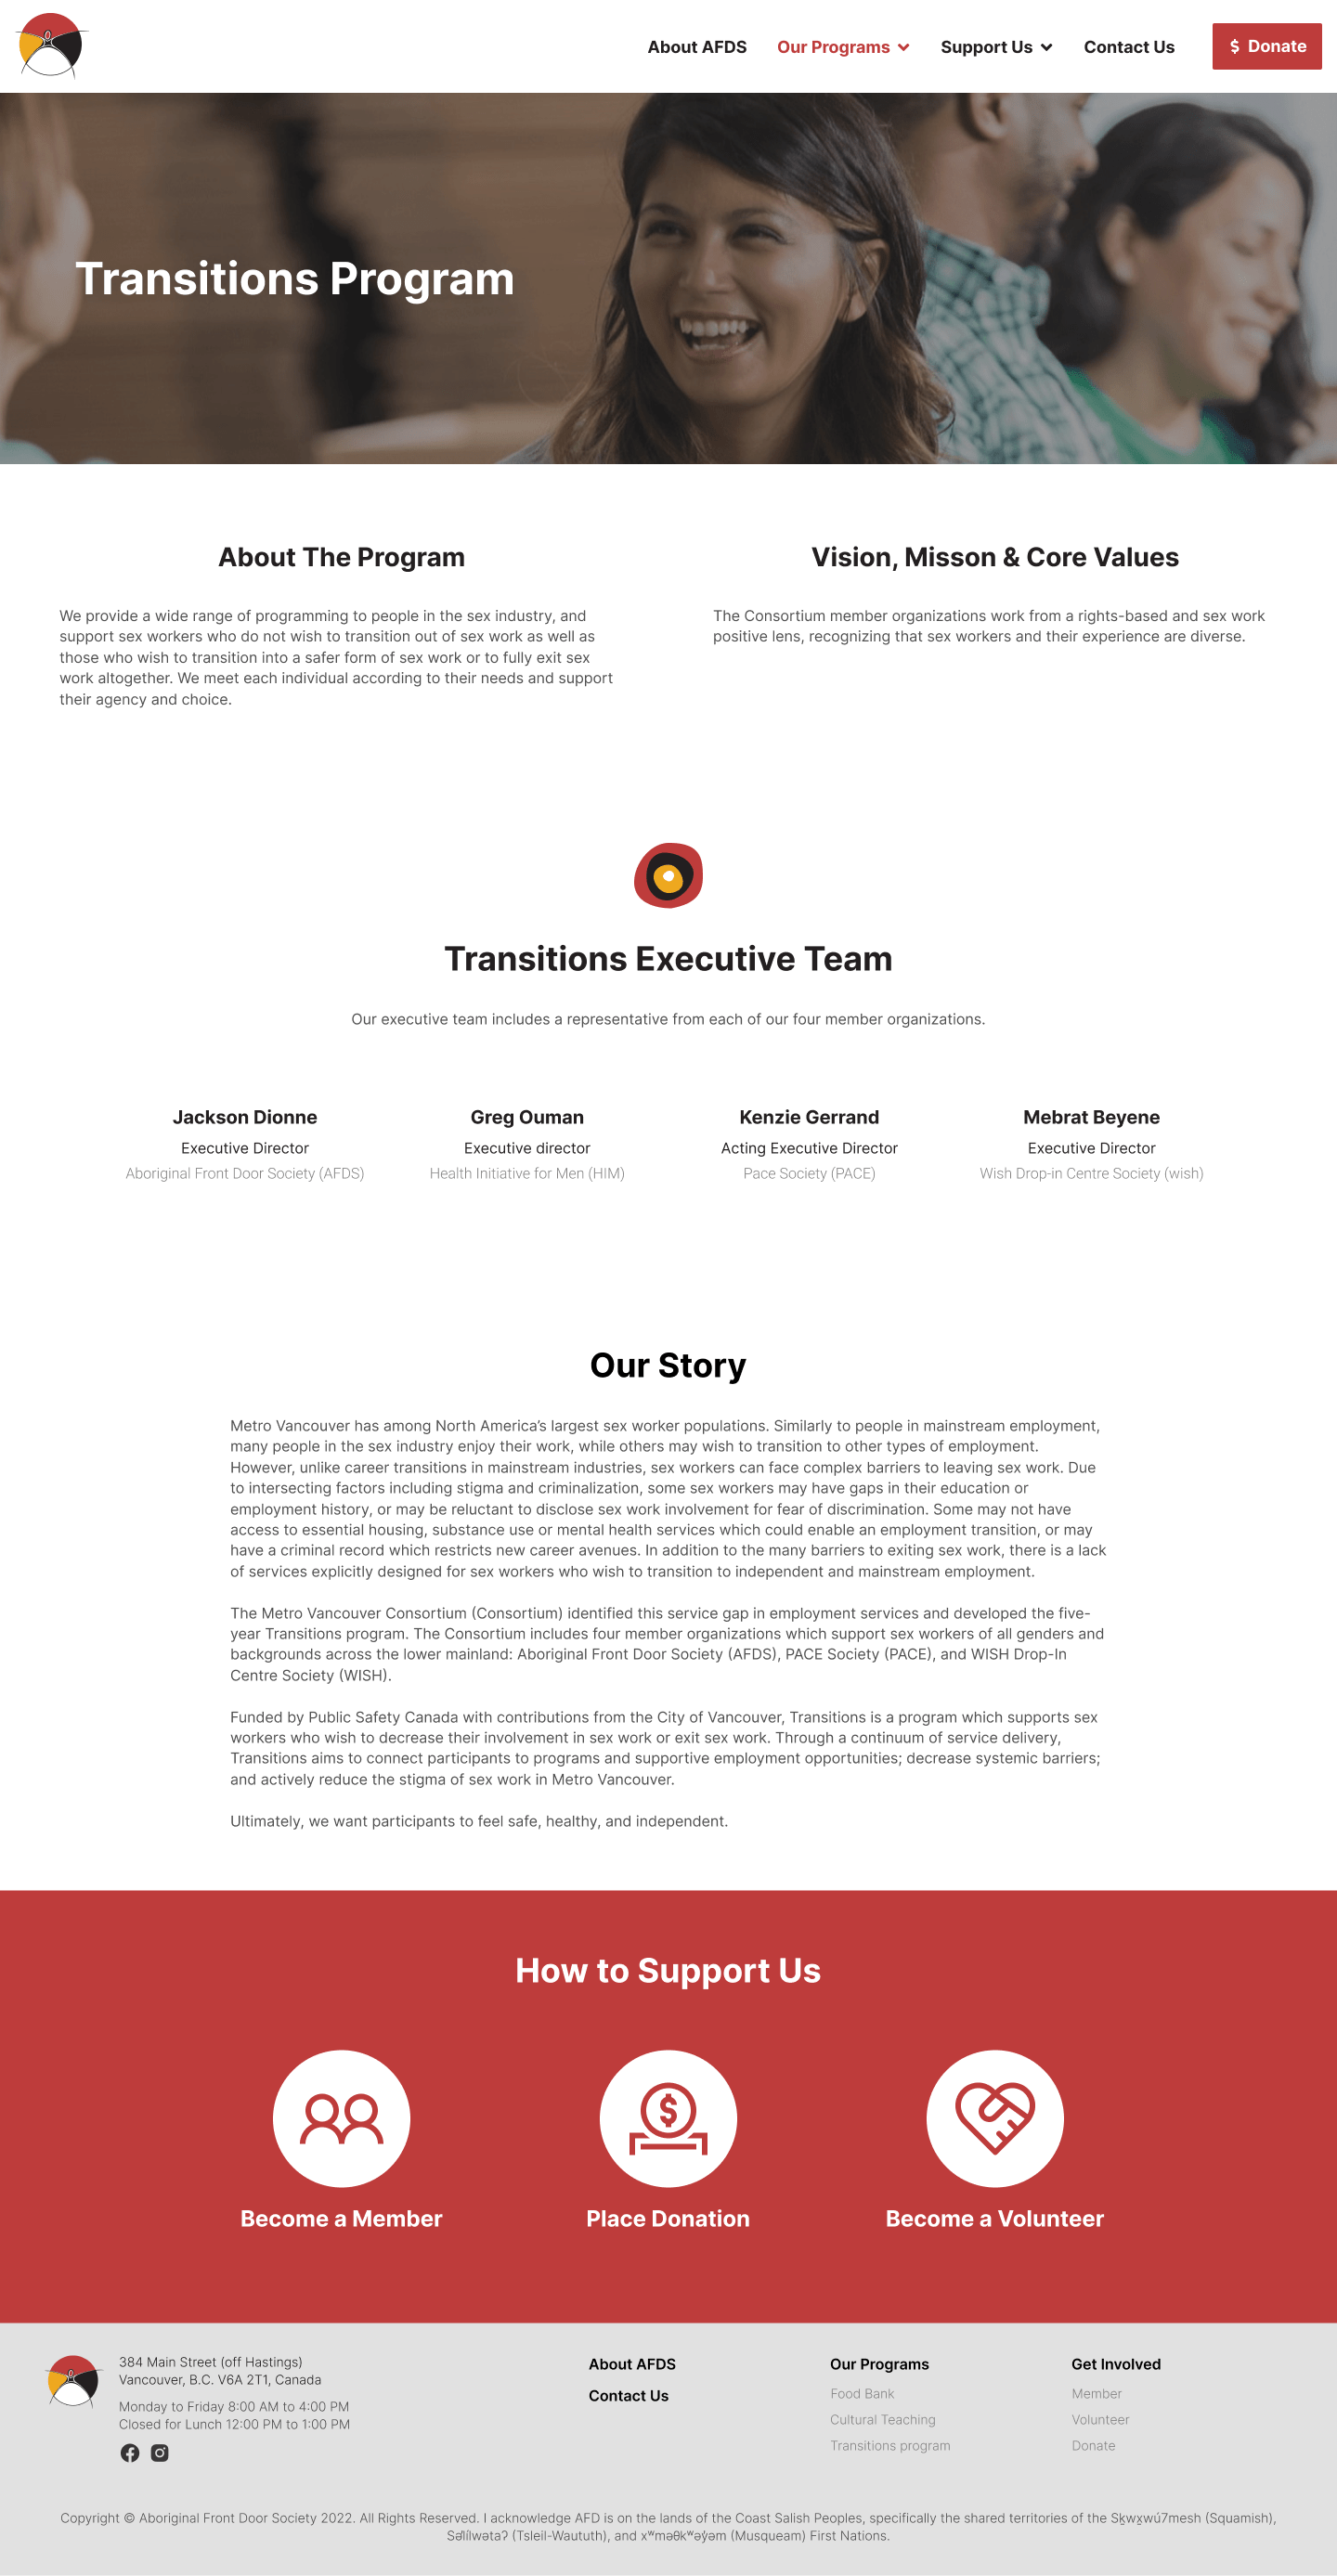 About AFDS
Our Programs
Support Us
Contact Us
$ Donate
Transitions Program
About The Program
We provide a wide range of programming to people in the sex industry, and
support sex workers who do not wish to transition out of sex work as well as
those who wish to transition into a safer form of sex work or to fully exit sex
work altogether. We meet each individual according to their needs and support
their agency and choice.
Vision, Misson & Core Values
The Consortium member organizations work from a rights-based and sex work
positive lens, recognizing that sex workers and their experience are diverse.
Transitions Executive Team
Our executive team includes a representative from each of our four member organizations.
Jackson Dionne
Executive Director
Aboriginal Front Door Society (AFDS)
Greg Ouman
Executive director
Health Initiative for Men (HIM)
Kenzie Gerrand
Acting Executive Director
Pace Society (PACE)
Mebrat Beyene
Executive Director
Wish Drop-in Centre Society (wish)
Our Story
Metro Vancouver has among North America’s largest sex worker populations. Similarly to people in mainstream employment,
many people in the sex industry enjoy their work, while others may wish to transition to other types of employment.
However, unlike career transitions in mainstream industries, sex workers can face complex barriers to leaving sex work. Due
to intersecting factors including stigma and criminalization, some sex workers may have gaps in their education or
employment history, or may be reluctant to disclose sex work involvement for fear of discrimination. Some may not have
access to essential housing, substance use or mental health services which could enable an employment transition, or may
have a criminal record which restricts new career avenues. In addition to the many barriers to exiting sex work, there is a lack
of services explicitly designed for sex workers who wish to transition to independent and mainstream employment.
The Metro Vancouver Consortium (Consortium) identified this service gap in employment services and developed the five-
year Transitions program. The Consortium includes four member organizations which support sex workers of all genders and
backgrounds across the lower mainland: Aboriginal Front Door Society (AFDS), PACE Society (PACE), and WISH Drop-In
Centre Society (WISH).
Funded by Public Safety Canada with contributions from the City of Vancouver, Transitions is a program which supports sex
workers who wish to decrease their involvement in sex work or exit sex work. Through a continuum of service delivery,
Transitions aims to connect participants to programs and supportive employment opportunities; decrease systemic barriers;
and actively reduce the stigma of sex work in Metro Vancouver.
Ultimately, we want participants to feel safe, healthy, and independent.
How to Support Us
Become a Member
Place Donation
Become a Volunteer
384 Main Street (off Hastings)
Vancouver, B.C. V6A 2T1, Canada
Monday to Friday 8:00 AM to 4:00 PM
Closed for Lunch 12:00 PM to 1:00 PM
About AFDS
Contact Us
Our Programs
Food Bank
Cultural Teaching
Transitions program
Get Involved
Member
Volunteer
Donate
Copyright © Aboriginal Front Door Society 2022. All Rights Reserved. I acknowledge AFD is on the lands of the Coast Salish Peoples, specifically the shared territories of the Sḵwx̱wú7mesh (Squamish),
Səl̓ílwətaʔ (Tsleil-Waututh), and xʷməθkʷəy̓əm (Musqueam) First Nations.